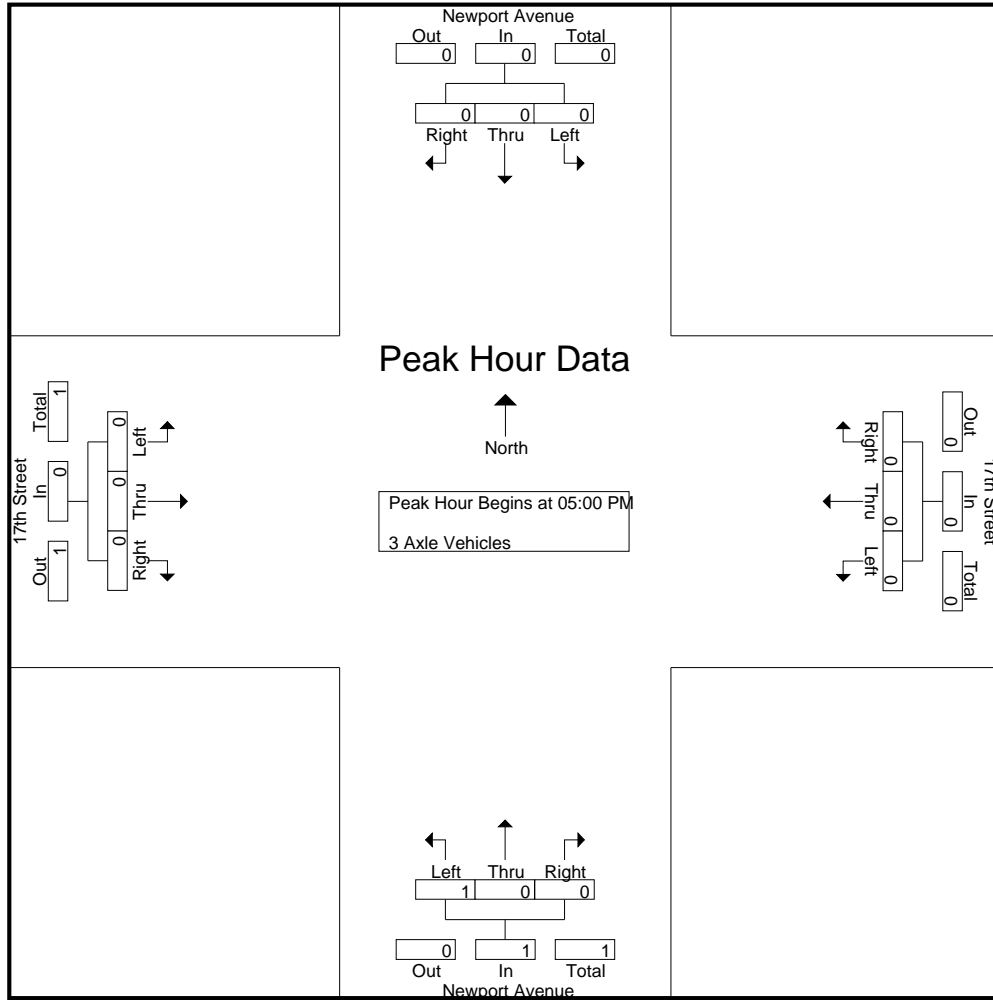 Newport Avenue
Out In Total
0 0 0
0 0 0
Right Thru Left
Peak Hour Data
North
Peak Hour Begins at 05:00 PM
3 Axle Vehicles
17th Street
Total In Out
1 0 1
0 0 0
Left Thru Right
17th Street
Out In Total
0 0 0
0 0 0
Right Thru Left
Left Thru Right
1 0 0
0 1 1
Out In Total
Newport Avenue